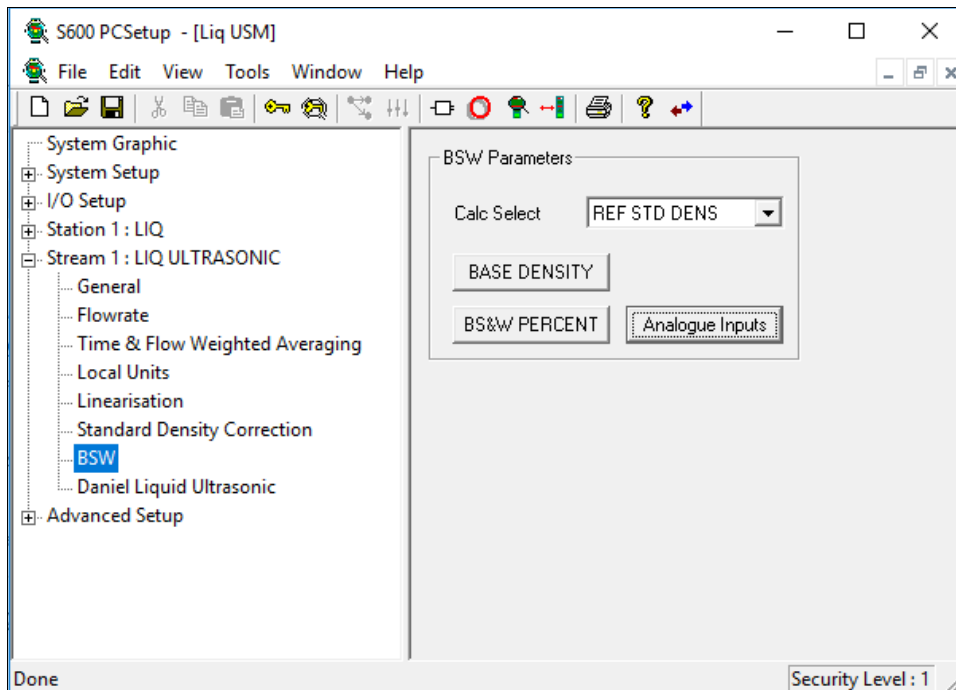 S600 PCSetup - [Liq USM]
File Edit View Tools Window Help
System Graphic
System Setup
I/O Setup
Station 1 : LIQ
Stream 1 : LIQ ULTRASONIC
General
Flowrate
Time & Flow Weighted Averaging
Local Units
Linearisation
Standard Density Correction
BSW
Daniel Liquid Ultrasonic
Advanced Setup
BSW Parameters
Calc Select REF STD DENS
BASE DENSITY
BS&W PERCENT Analogue Inputs
Done Security Level : 1